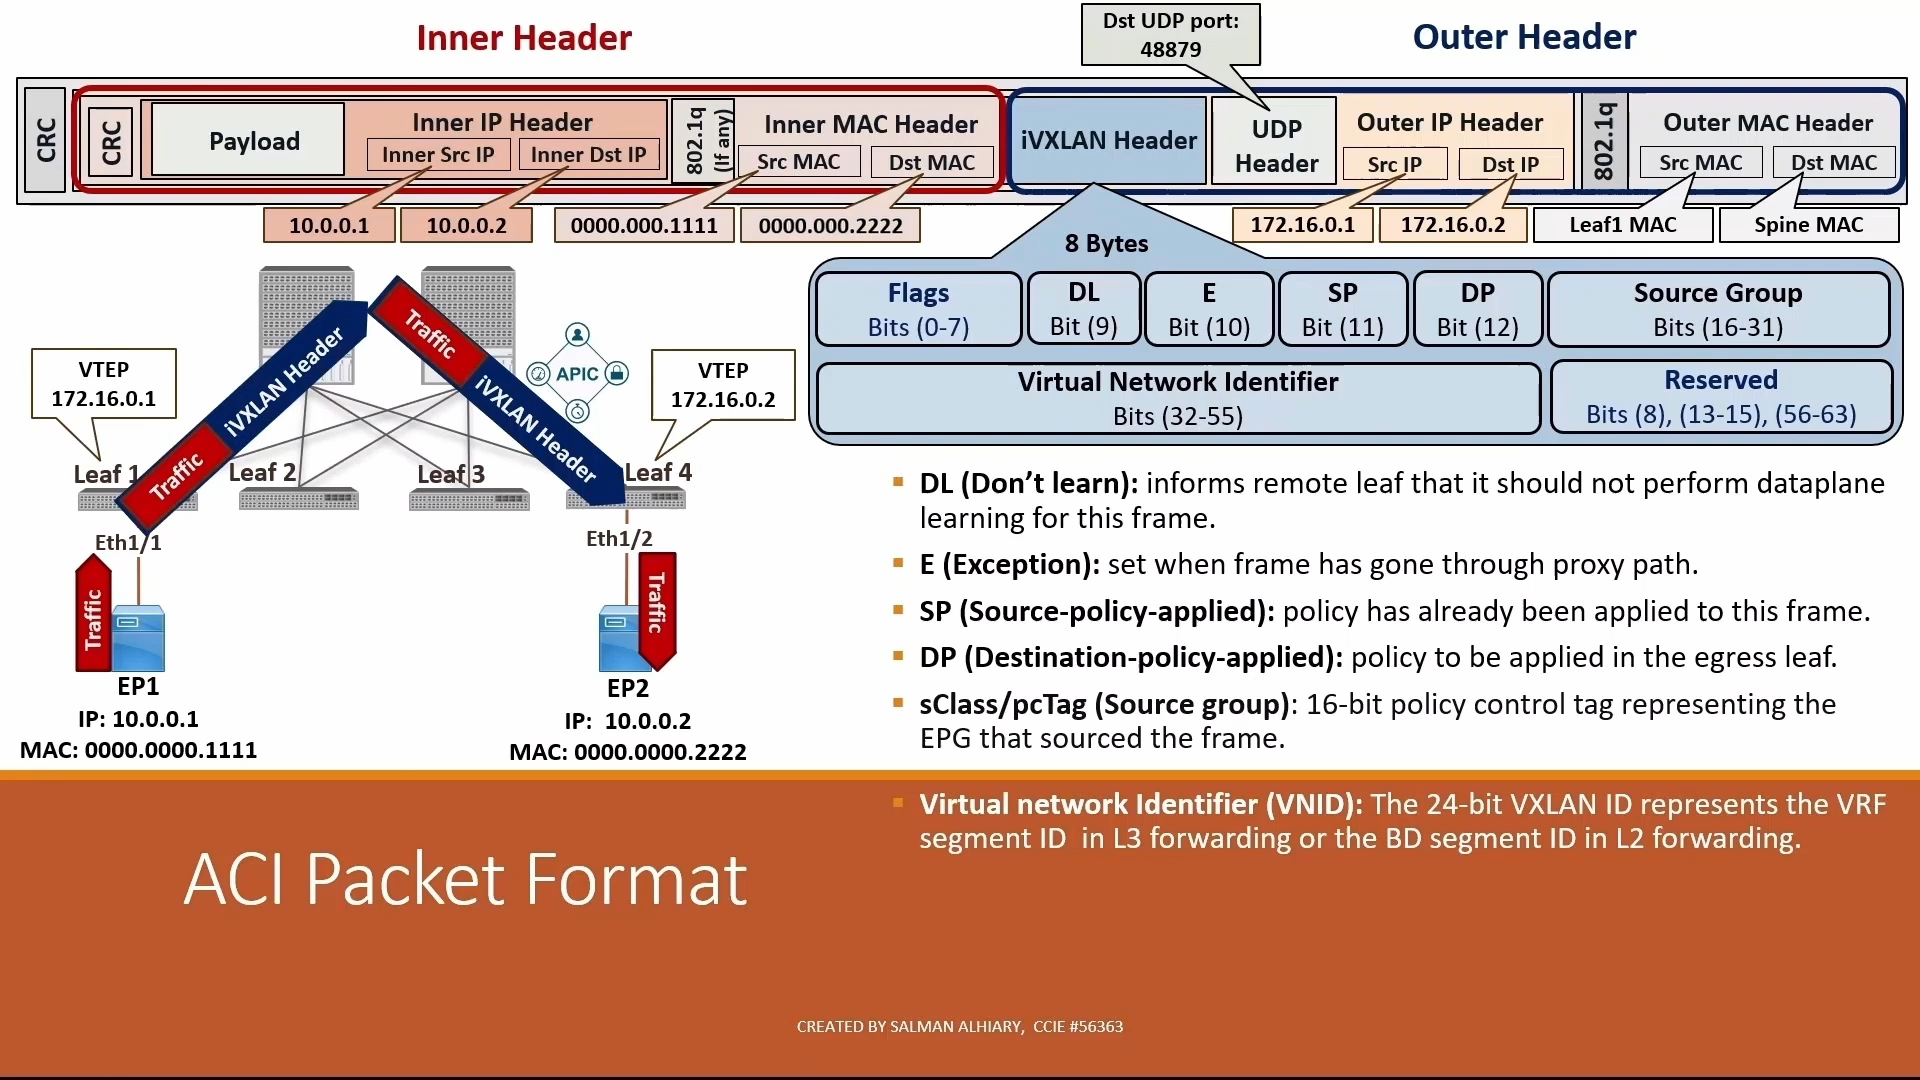 Inner Header
Dst UDP port:
48879
Outer Header
CRC
CRC
Payload
Inner IP Header
Inner Src IP
Inner Dst IP
802.1q
(If any)
Inner MAC Header
Src MAC
Dst MAC
iVXLAN Header
UDP
Header
Outer IP Header
Src IP
Dst IP
802.1q
Outer MAC Header
Src MAC
Dst MAC
10.0.0.1
10.0.0.2
0000.000.1111
0000.000.2222
172.16.0.1
172.16.0.2
Leaf1 MAC
Spine MAC
8 Bytes
Flags
Bits (0-7)
DL
Bit (9)
E
Bit (10)
SP
Bit (11)
DP
Bit (12)
Source Group
Bits (16-31)
Virtual Network Identifier
Bits (32-55)
Reserved
Bits (8), (13-15), (56-63)
VTEP
172.16.0.1
Traffic
iVXLAN Header
Traffic
iVXLAN Header
APIC
VTEP
172.16.0.2
Leaf 1
Leaf 2
Leaf 3
Leaf 4
Eth1/1
Eth1/2
Traffic
Traffic
EP1
IP: 10.0.0.1
MAC: 0000.0000.1111
EP2
IP: 10.0.0.2
MAC: 0000.0000.2222
DL (Don’t learn): informs remote leaf that it should not perform dataplane
learning for this frame.
E (Exception): set when frame has gone through proxy path.
SP (Source-policy-applied): policy has already been applied to this frame.
DP (Destination-policy-applied): policy to be applied in the egress leaf.
sClass/pcTag (Source group): 16-bit policy control tag representing the
EPG that sourced the frame.
Virtual network Identifier (VNID): The 24-bit VXLAN ID represents the VRF
segment ID in L3 forwarding or the BD segment ID in L2 forwarding.
ACI Packet Format
CREATED BY SALMAN ALHIARY, CCIE #56363